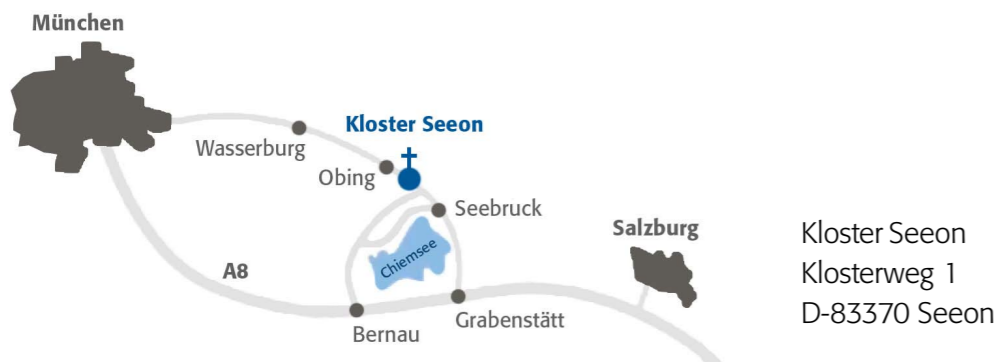 München
Kloster Seeon
Wasserburg
Obing
Seebruck
Salzburg
Chiemsee
A8
Bernau
Grabenstätt
Kloster Seeon
Klosterweg 1
D-83370 Seeon